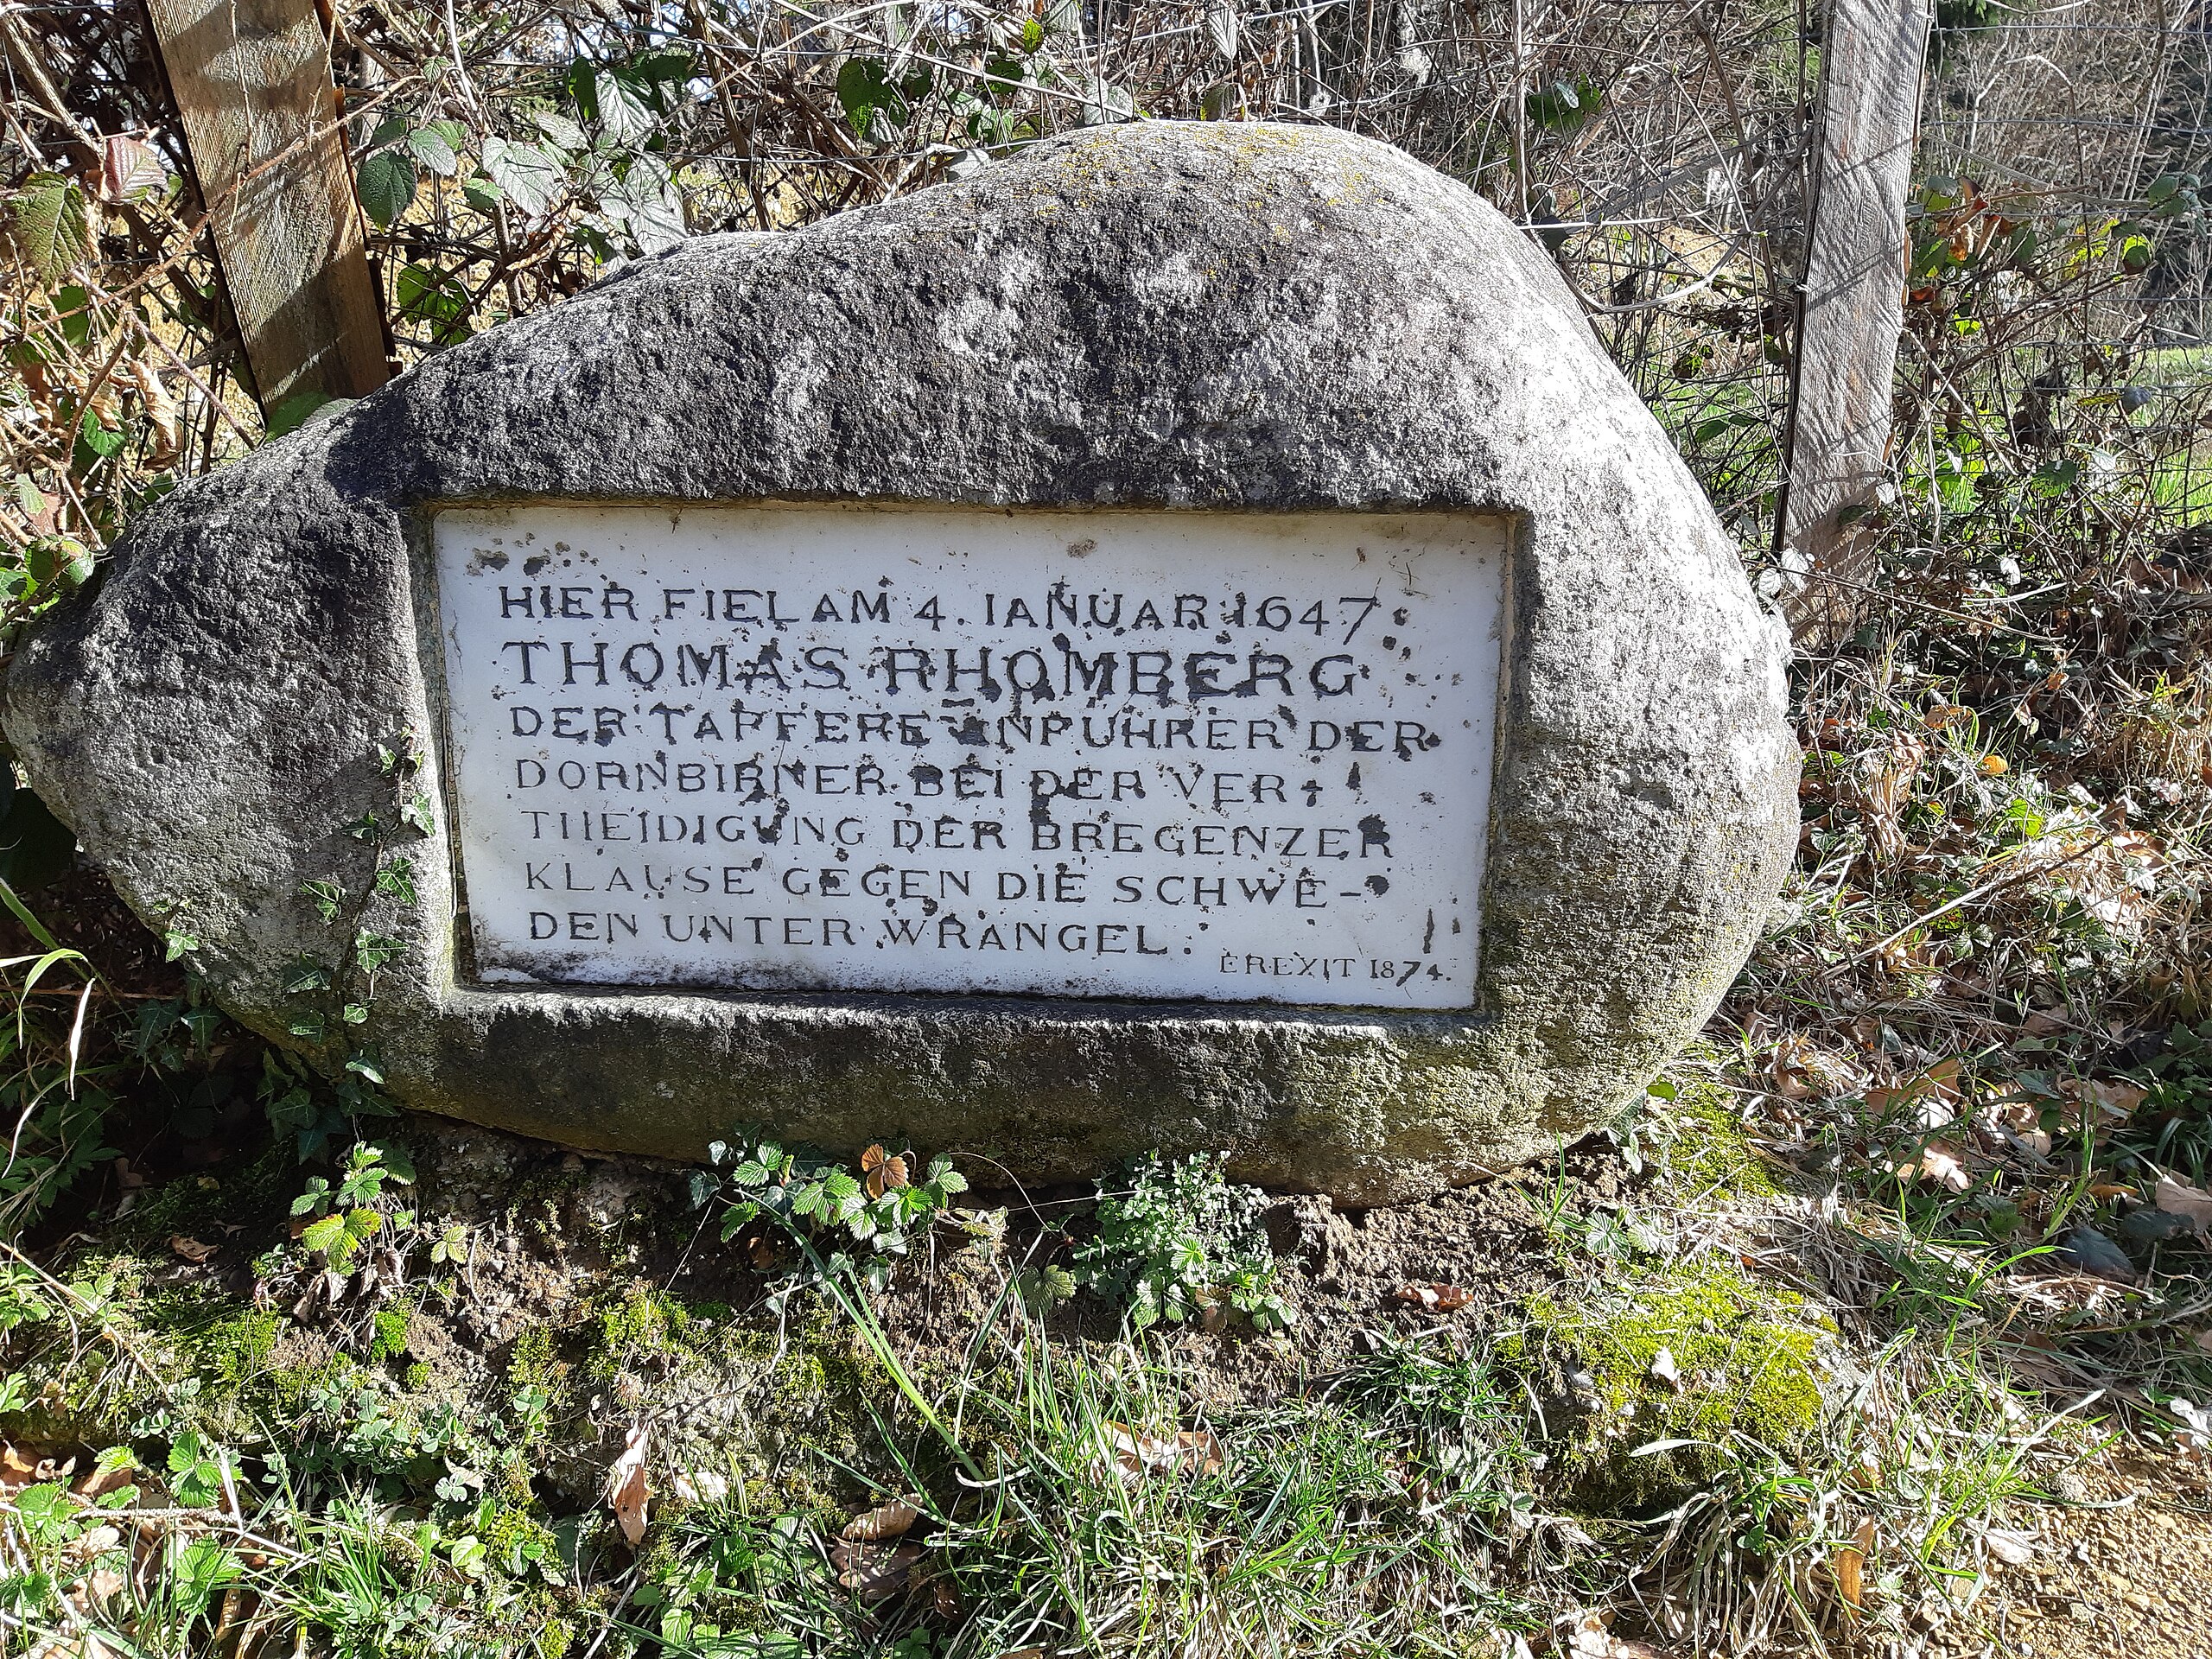 HIER FIEL AM 4. IANUAR 1647
THOMAS RHOMBERG
DER TAPFERE ANFUHRER DER
DORNBIRNER BEI DER VER-
THEIDIGUNG DER BREGENZER
KLAUSE GEGEN DIE SCHWE-
DEN UNTER WRANGEL.
EREXIT 1874.